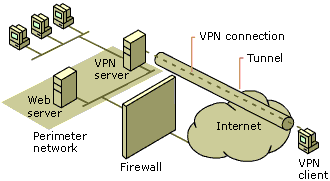 VPN connection
VPN
server
Tunnel
Web
server
Internet
Perimeter
network
Firewall
VPN
client